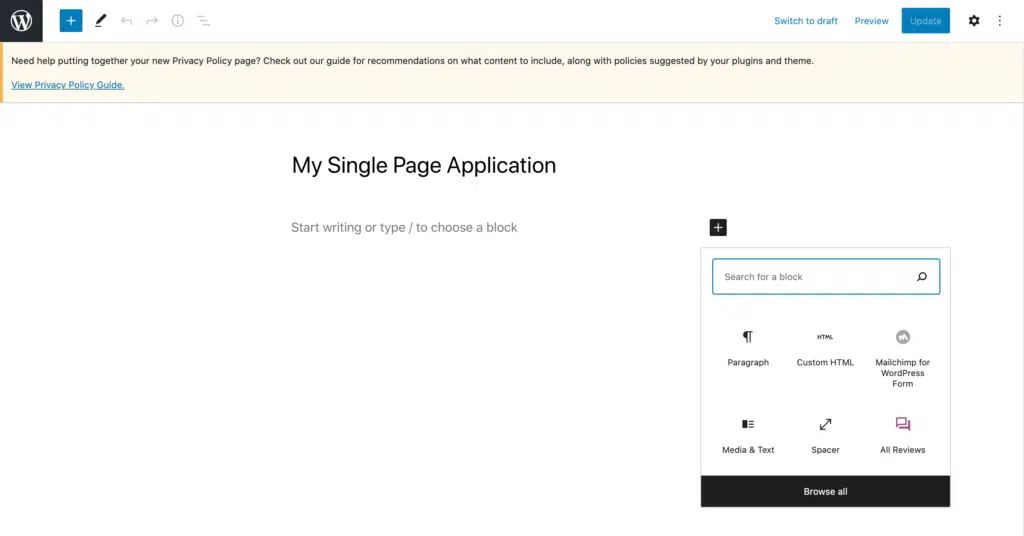 Switch to draft
Preview
Update
Need help putting together your new Privacy Policy page? Check out our guide for recommendations on what content to include, along with policies suggested by your plugins and theme.
View Privacy Policy Guide.
My Single Page Application
Start writing or type / to choose a block
Search for a block
HTML
Paragraph
Custom HTML
Mailchimp for
WordPress
Form
Media & Text
Spacer
All Reviews
Browse all